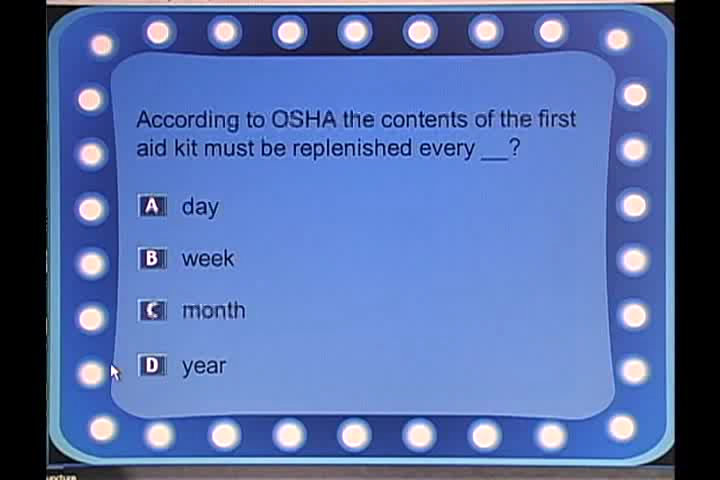 According to OSHA the contents of the first
aid kit must be replenished every __?
A day
B week
C month
D year